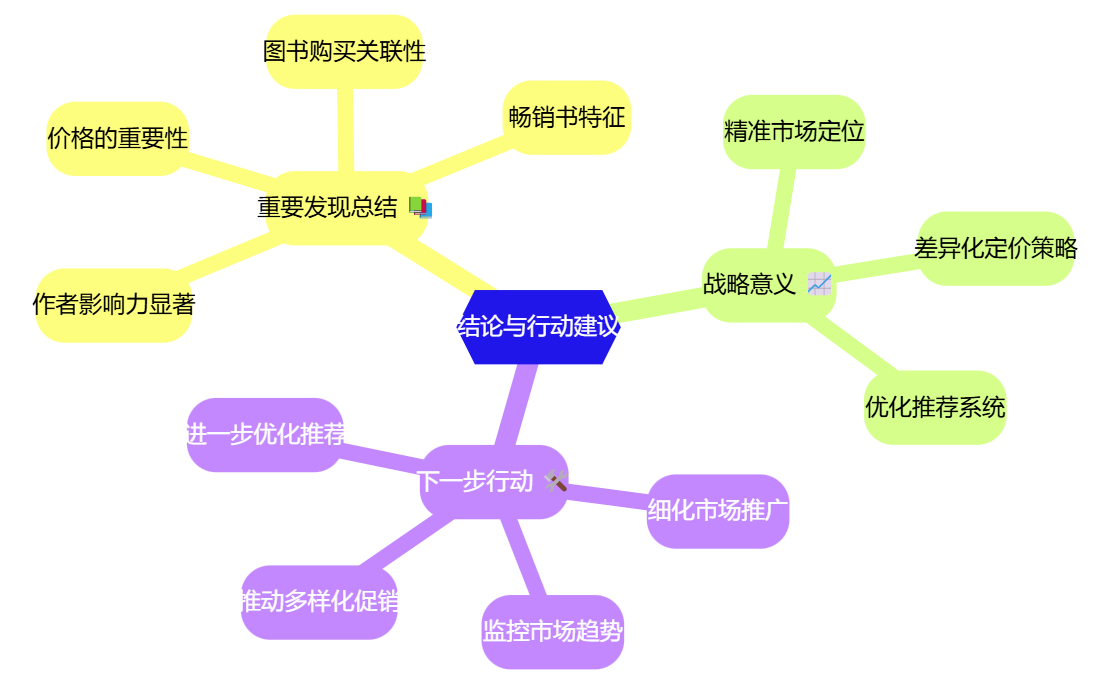 图书购买关联性
畅销书特征
价格的重要性
重要发现总结 📚
作者影响力显著
精准市场定位
差异化定价策略
战略意义 📈
优化推荐系统
结论与行动建议
进一步优化推荐
下一步行动 🛠
细化市场推广
推动多样化促销
监控市场趋势